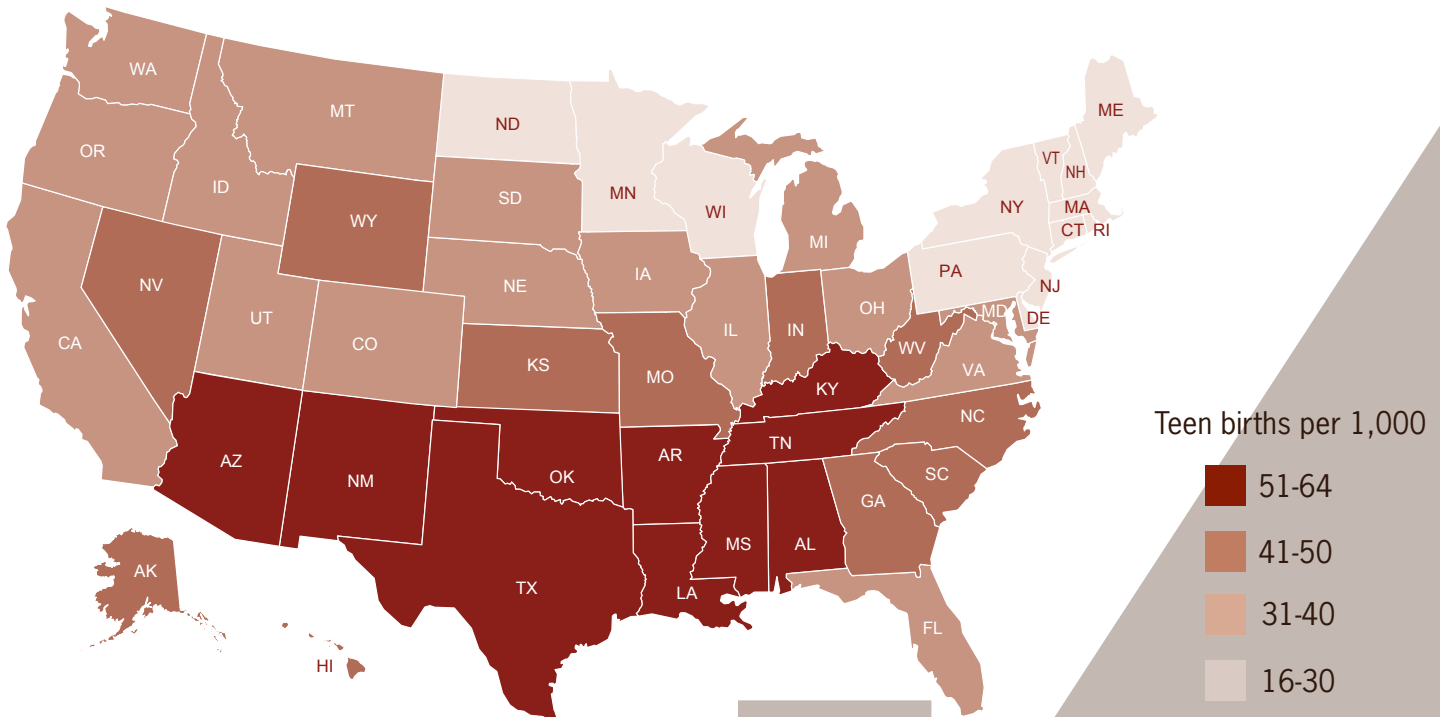 WA
MT
ND
ME
OR
ID
MN
VT
NH
SD
WY
WI
NY
MA
MI
CT RI
IA
PA
NV
NE
NJ
UT
OH
MD
DE
CA
CO
IL
IN
WV
KS
VA
MO
KY
NC
Teen births per 1,000
TN
AZ
AR
NM
OK
SC
51-64
GA
MS
AL
41-50
AK
TX
LA
31-40
FL
HI
16-30